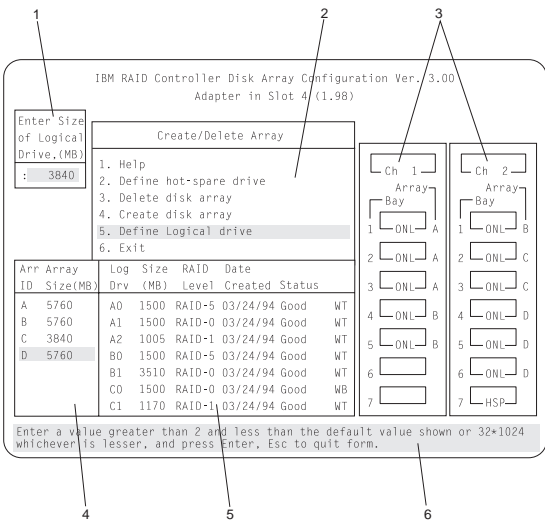 1
2
3
IBM RAID Controller Disk Array Configuration Ver. 3.00
Adapter in Slot 4 (1.98)
Enter Size
of Logical
Drive,(MB)
: 3840
Create/Delete Array
1. Help
2. Define hot-spare drive
3. Delete disk array
4. Create disk array
5. Define Logical drive
6. Exit
Ch 1
Array
Bay
1 ONL A
2 ONL A
3 ONL A
4 ONL B
5 ONL B
6
7
Ch 2
Array
Bay
1 ONL B
2 ONL C
3 ONL C
4 ONL D
5 ONL D
6 ONL D
7 HSP
Arr Array
ID Size(MB)
A 5760
B 5760
C 3840
D 5760
Log Size RAID Date
Drv (MB) Level Created Status
A0 1500 RAID-5 03/24/94 Good WT
A1 1500 RAID-0 03/24/94 Good WT
A2 1005 RAID-1 03/24/94 Good WT
B0 1500 RAID-5 03/24/94 Good WT
B1 3510 RAID-0 03/24/94 Good WT
C0 1500 RAID-0 03/24/94 Good WB
C1 1170 RAID-1 03/24/94 Good WT
Enter a value greater than 2 and less than the default value shown or 32*1024
whichever is lesser, and press Enter, Esc to quit form.
4
5
6